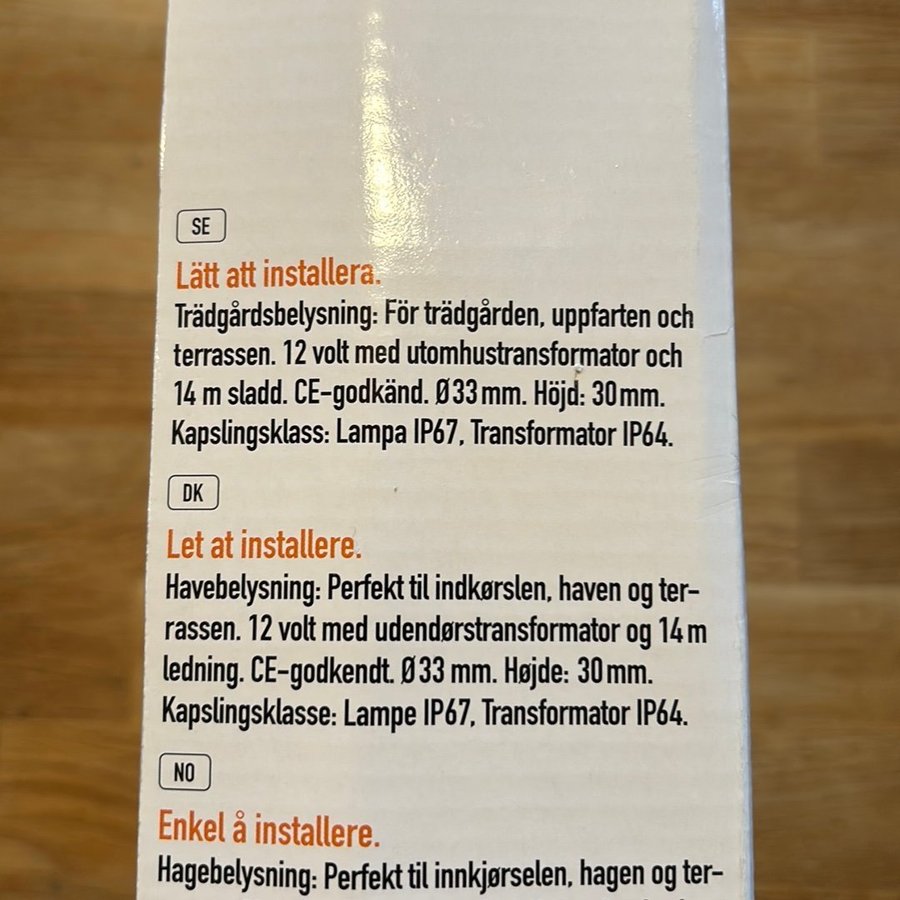 SE
Lätt att installera.
Trädgårdsbelysning: För trädgården, uppfarten och
terrassen. 12 volt med utomhustransformator och
14 m sladd. CE-godkänd. Ø33 mm. Höjd: 30 mm.
Kapslingsklass: Lampa IP67, Transformator IP64.
DK
Let at installere.
Havebelysning: Perfekt til indkørslen, haven og ter-
rassen. 12 volt med udendørstransformator og 14 m
ledning. CE-godkendt. Ø33 mm. Højde: 30 mm.
Kapslingsklasse: Lampe IP67, Transformator IP64.
NO
Enkel å installere.
Hagebelysning: Perfekt til innkjørselen, hagen og ter-